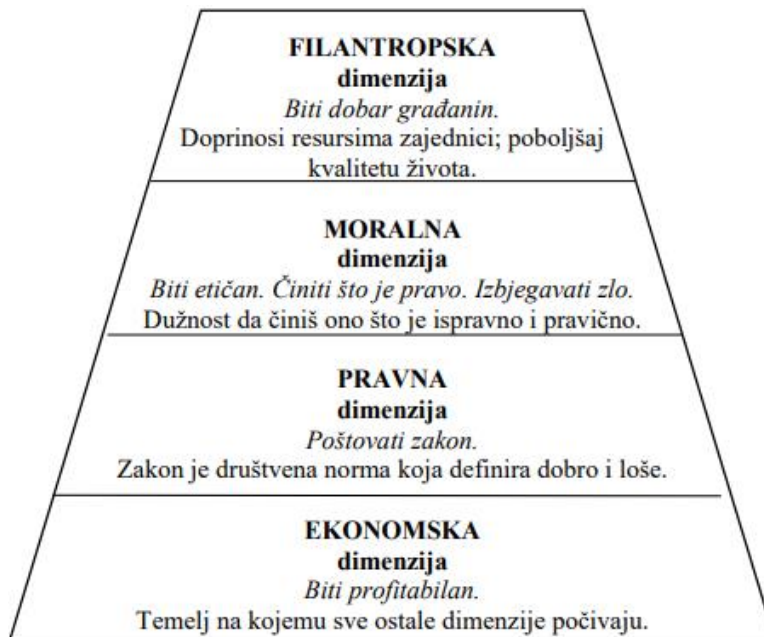 FILANTROPSKA
dimenzija
Biti dobar građanin.
Doprinosi resursima zajednici; poboljšaj
kvalitetu života.
MORALNA
dimenzija
Biti etičan. Činiti što je pravo. Izbjegavati zlo.
Dužnost da činiš ono što je ispravno i pravično.
PRAVNA
dimenzija
Poštovati zakon.
Zakon je društvena norma koja definira dobro i loše.
EKONOMSKA
dimenzija
Biti profitabilan.
Temelj na kojemu sve ostale dimenzije počivaju.